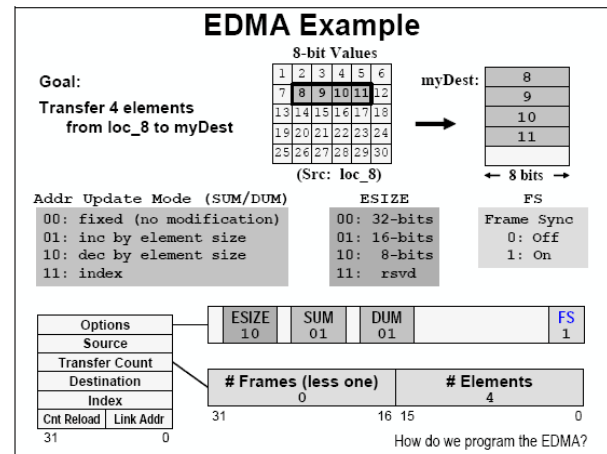 EDMA Example
8-bit Values
Goal:
Transfer 4 elements
from loc_8 to myDest
1 2 3 4 5 6
7 8 9 10 11 12
13 14 15 16 17 18
19 20 21 22 23 24
25 26 27 28 29 30
(Src: loc_8)
myDest:
8
9
10
11
8 bits
Addr Update Mode (SUM/DUM)
00: fixed (no modification)
01: inc by element size
10: dec by element size
11: index
ESIZE
00: 32-bits
01: 16-bits
10: 8-bits
11: rsvd
FS
Frame Sync
0: Off
1: On
Options
Source
Transfer Count
Destination
Index
Cnt Reload Link Addr
31 0
ESIZE SUM DUM FS
10 01 01 1
# Frames (less one) # Elements
0 4
31 16 15 0
How do we program the EDMA?